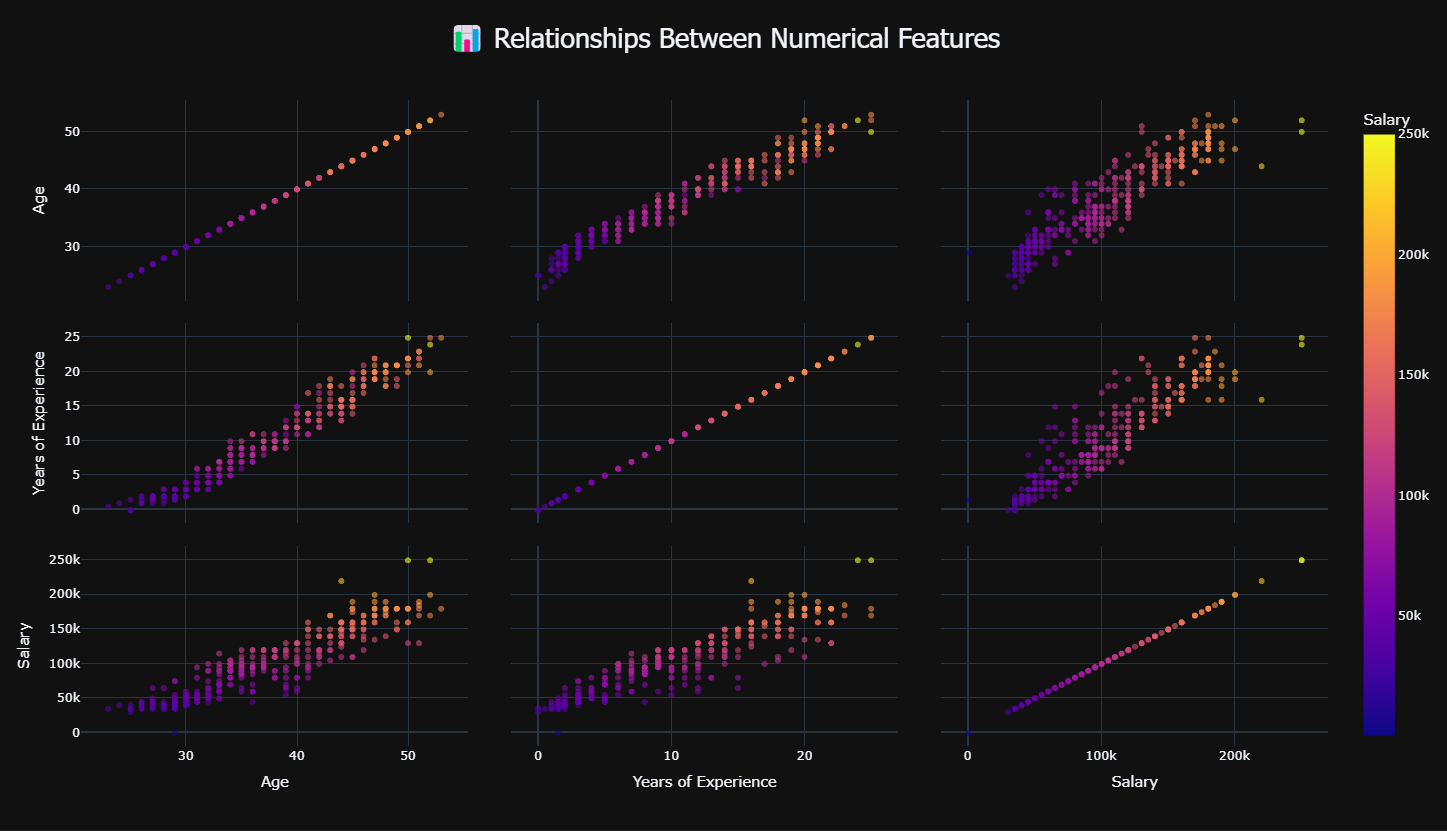 📊 Relationships Between Numerical Features
Salary
250k
200k
150k
100k
50k
Age
50
40
30
Years of Experience
25
20
15
10
5
0
Salary
250k
200k
150k
100k
50k
0
30 40 50 0 10 20 0 100k 200k
Age Years of Experience Salary